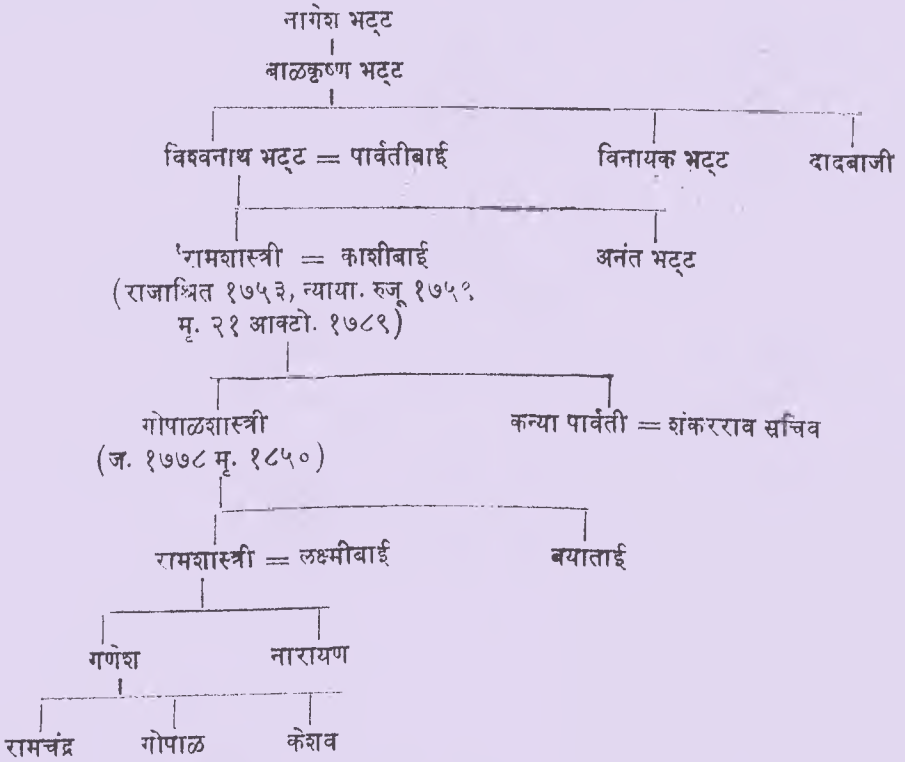 नागेश भट्ट
बाळकृष्ण भट्ट
विश्वनाथ भट्ट = पार्वतीबाई विनायक भट्ट दादबाजी
'रामशास्त्री = काशीबाई अनंत भट्ट
(राजाश्रित १७५३, न्याया. रुजू १७५९
मृ. २१ आक्टो. १७८९)
गोपाळशास्त्री कन्या पार्वती = शंकरराव सचिव
(ज. १७७८ मृ. १८५०)
रामशास्त्री = लक्ष्मीबाई बयाताई
गणेश नारायण
रामचंद्र गोपाळ केशव